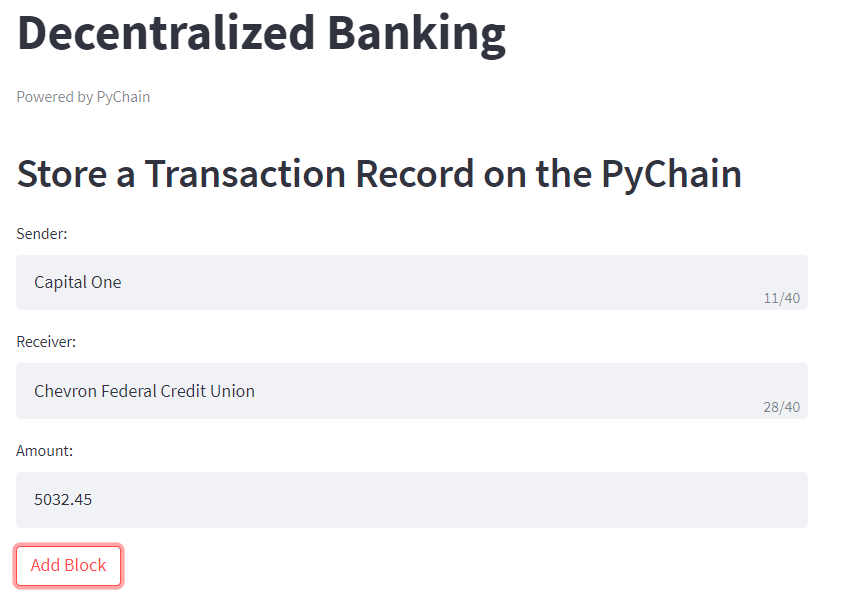 Decentralized Banking
Powered by PyChain
Store a Transaction Record on the PyChain
Sender:
Capital One
11/40
Receiver:
Chevron Federal Credit Union
28/40
Amount:
5032.45
Add Block